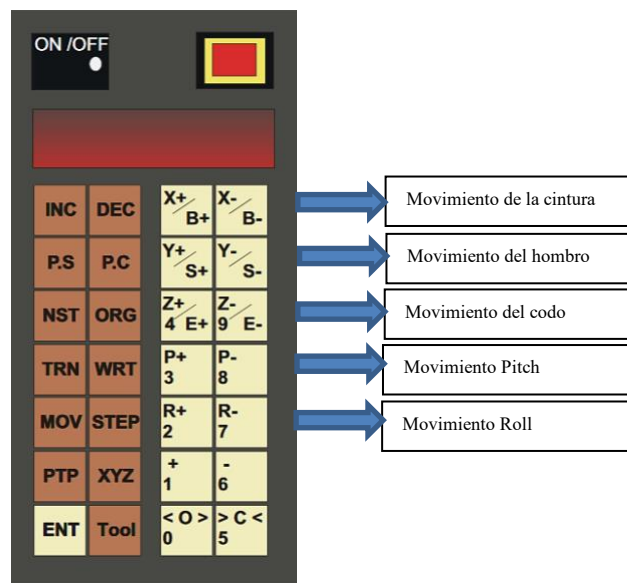 ON /OFF
INC DEC X+ B+ X- B- Movimiento de la cintura
P.S P.C Y+ S+ Y- S- Movimiento del hombro
NST ORG Z+ 4 E+ Z- 9 E- Movimiento del codo
TRN WRT P+ 3 P- 8 Movimiento Pitch
MOV STEP R+ 2 R- 7 Movimiento Roll
PTP XYZ + 1 - 6
ENT Tool < O > 0 > C < 5